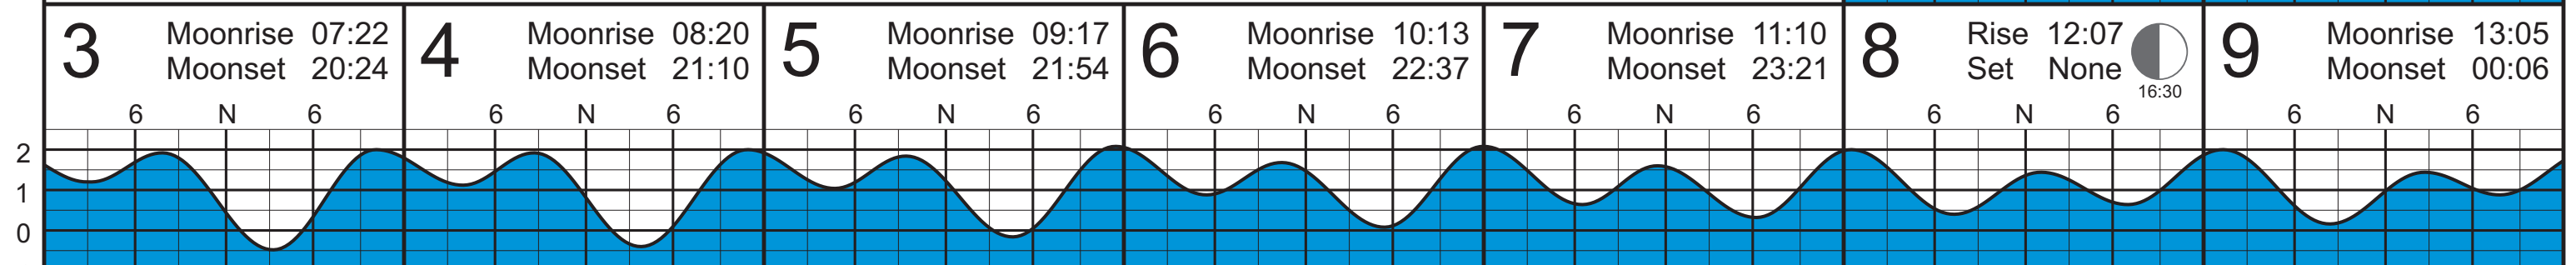 3 Moonrise 07:22
Moonset 20:24
4 Moonrise 08:20
Moonset 21:10
5 Moonrise 09:17
Moonset 21:54
6 Moonrise 10:13
Moonset 22:37
7 Moonrise 11:10
Moonset 23:21
8 Rise 12:07
Set None
16:30
9 Moonrise 13:05
Moonset 00:06
6 N 6 6 N 6 6 N 6 6 N 6 6 N 6 6 N 6 6 N 6
2
1
0